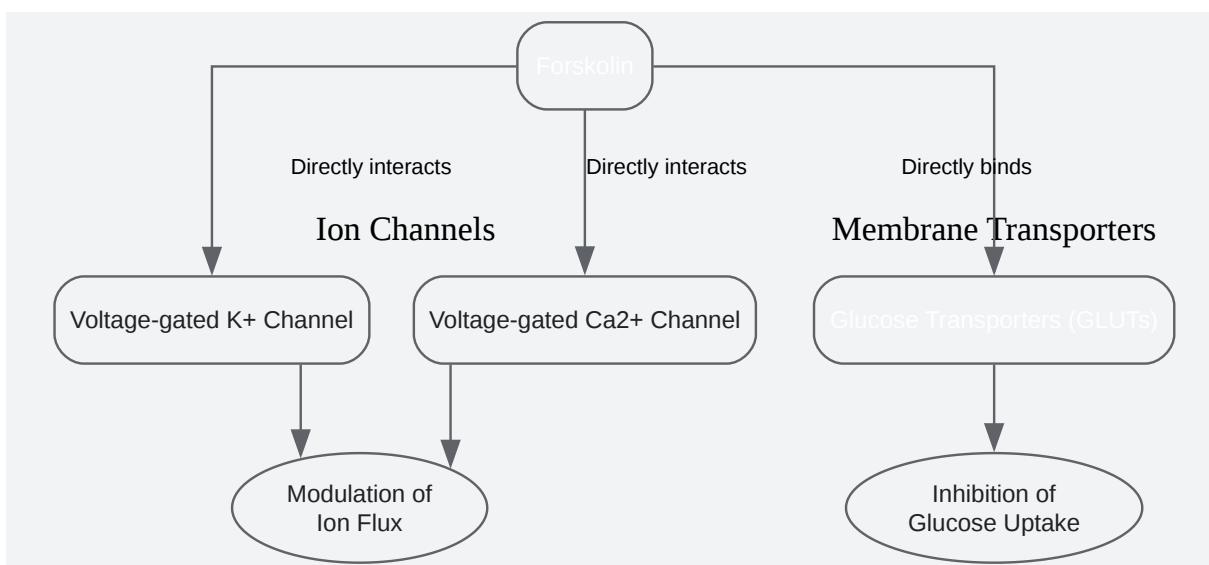 Forskolin
Directly interacts
Directly interacts
Directly binds
Ion Channels
Membrane Transporters
Voltage-gated K+ Channel
Voltage-gated Ca2+ Channel
Glucose Transporters (GLUTs)
Modulation of
Ion Flux
Inhibition of
Glucose Uptake